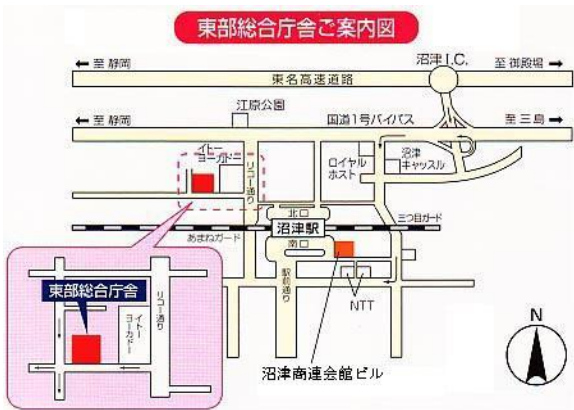 東部総合庁舎ご案内図
沼津I.C.
至 静岡
至 御殿場
東名高速道路
江原公園
至 静岡
国道1号バイパス
至 三島
イトー
ヨーカドー
リコー通り
ロイヤル
ホスト
沼津
キャッスル
北口
沼津駅
南口
あまねガード
三つ目ガード
駅前通り
NTT
沼津商連会館ビル
東部総合庁舎
イトー
ヨーカドー
リコー通り
N